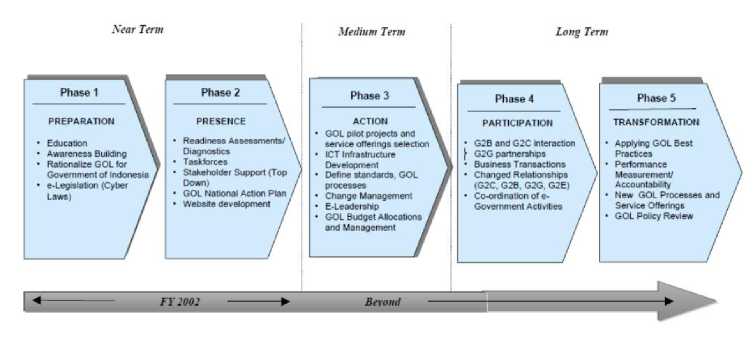 Near Term
Medium Term
Long Term
Phase 1
PREPARATION
• Education
• Awareness Building
• Rationalize GOL for
Government of Indonesia
• e-Legislation (Cyber
Laws)
Phase 2
PRESENCE
• Readiness Assessments/
Diagnostics
• Taskforces
• Stakeholder Support (Top
Down)
• GOL National Action Plan
• Website development
Phase 3
ACTION
• GOL pilot projects and
service offerings selection
• ICT Infrastructure
Development
• Define standards, GOL
processes
• Change Management
• E-Leadership
• GOL Budget Allocations
and Management
Phase 4
PARTICIPATION
• G2B and G2C interaction
} G2G partnerships
• Business Transactions
• Changed Relationships
(G2C, G2B, G2G, G2E)
• Co-ordination of e-
Government Activities
Phase 5
TRANSFORMATION
• Applying GOL Best
Practices
• Performance
Measurement/
Accountability
• New GOL Processes and
Service Offerings
• GOL Policy Review
FY 2002
Beyond